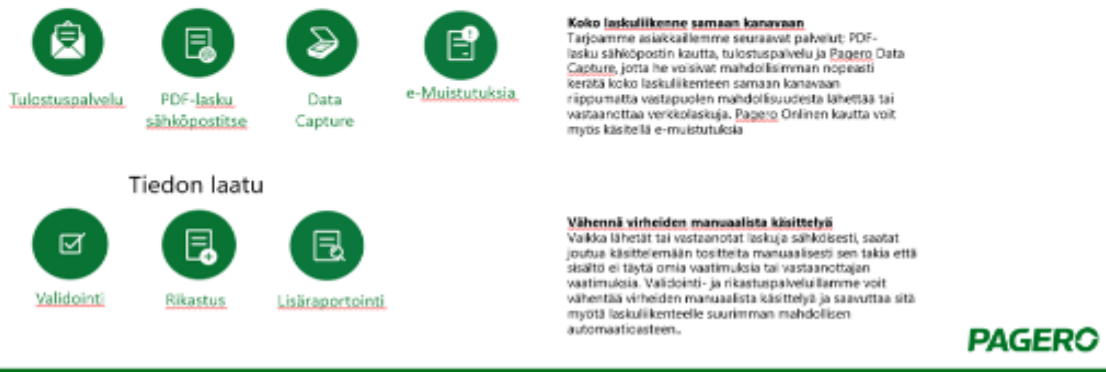 Tulostuspalvelu
PDF-lasku
sähköpostitse
Data
Capture
e-Muistutuksia
Koko laskuliikenne samaan kanavaan
Tarjoamme asiakkaillemme seuraavat palvelut; PDF-
lasku sähköpostin kautta, tulostuspalvelu ja Pagero Data
Capture, jotta he voisivat mahdollisimman nopeasti
kerätä koko laskuliikenteen samaan kanavaan
riippumatta vastapuolen mahdollisuudesta lähettää tai
vastaanottaa verkkolaskuja. Pagero Onlinen kautta voit
myös käsitellä e-muistutuksia
Tiedon laatu
Validointi
Rikastus
Lisäraportointi
Vähennä virheiden manuaalista käsittelyä
Vaikka lähetät tai vastaanotat laskuja sähköisesti, saatat
joutua käsittelemään tositteita manuaalisesti sen takia että
sisältö ei täytä omia vaatimuksia tai vastaanottajan
vaatimuksia. Validointi- ja rikastuspalveluillamme voit
vähentää virheiden manuaalista käsittelyä ja saavuttaa sitä
myötä laskuliikenteelle suurimman mahdollisen
automaatioasteen..
PAGERO